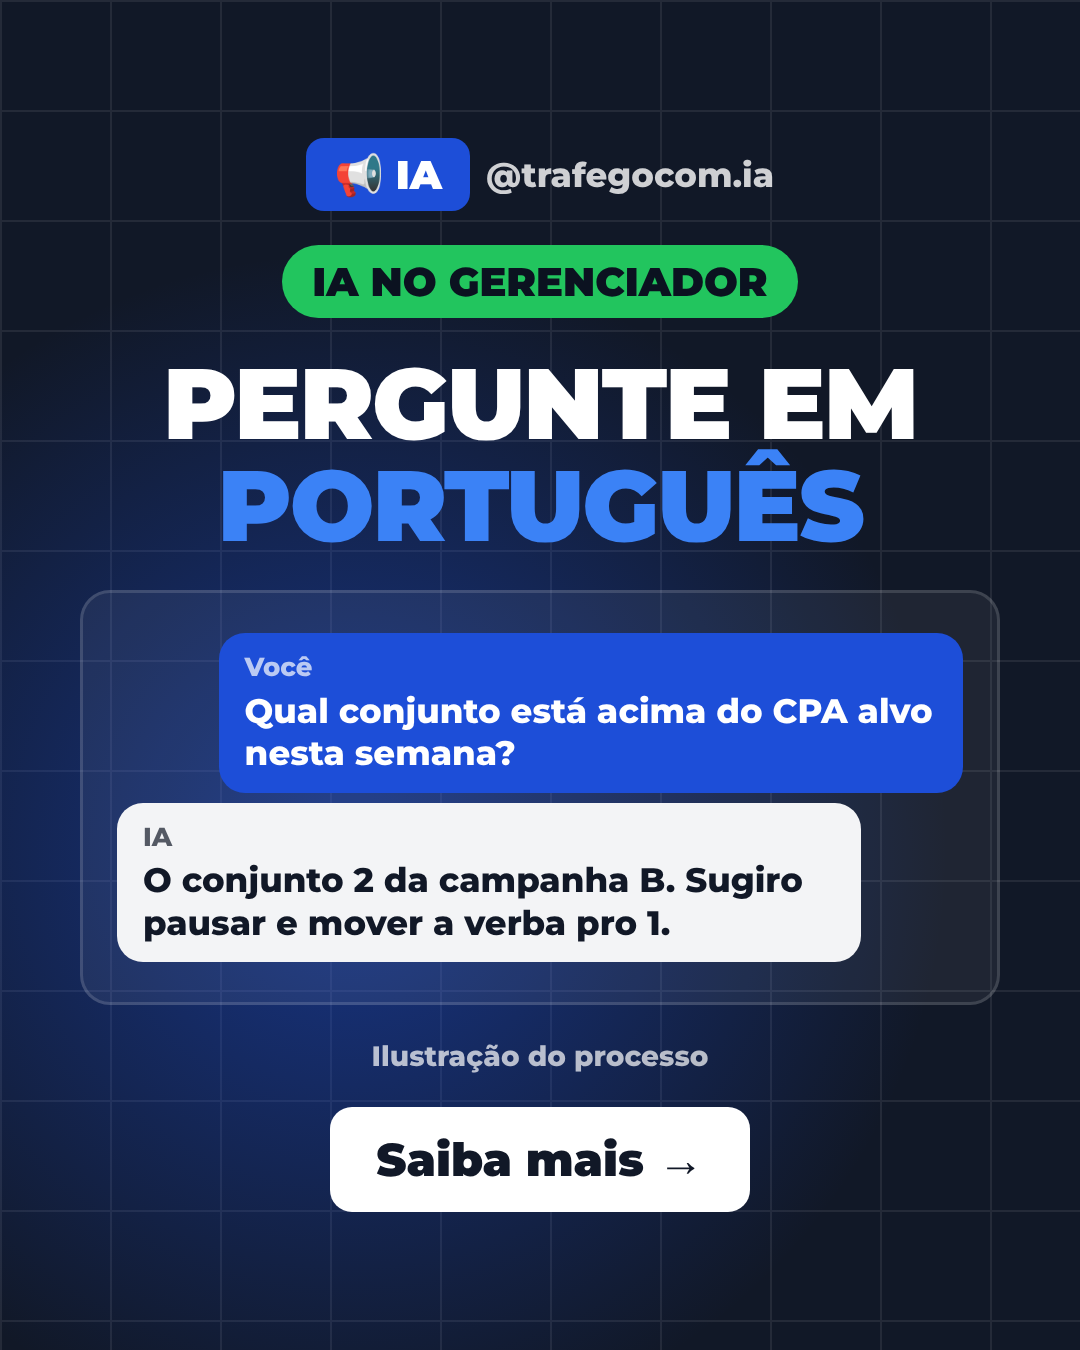 📢 IA @trafegocom.ia
IA NO GERENCIADOR
PERGUNTE EM
PORTUGUÊS
Você
Qual conjunto está acima do CPA alvo
nesta semana?
IA
O conjunto 2 da campanha B. Sugiro
pausar e mover a verba pro 1.
Ilustração do processo
Saiba mais →